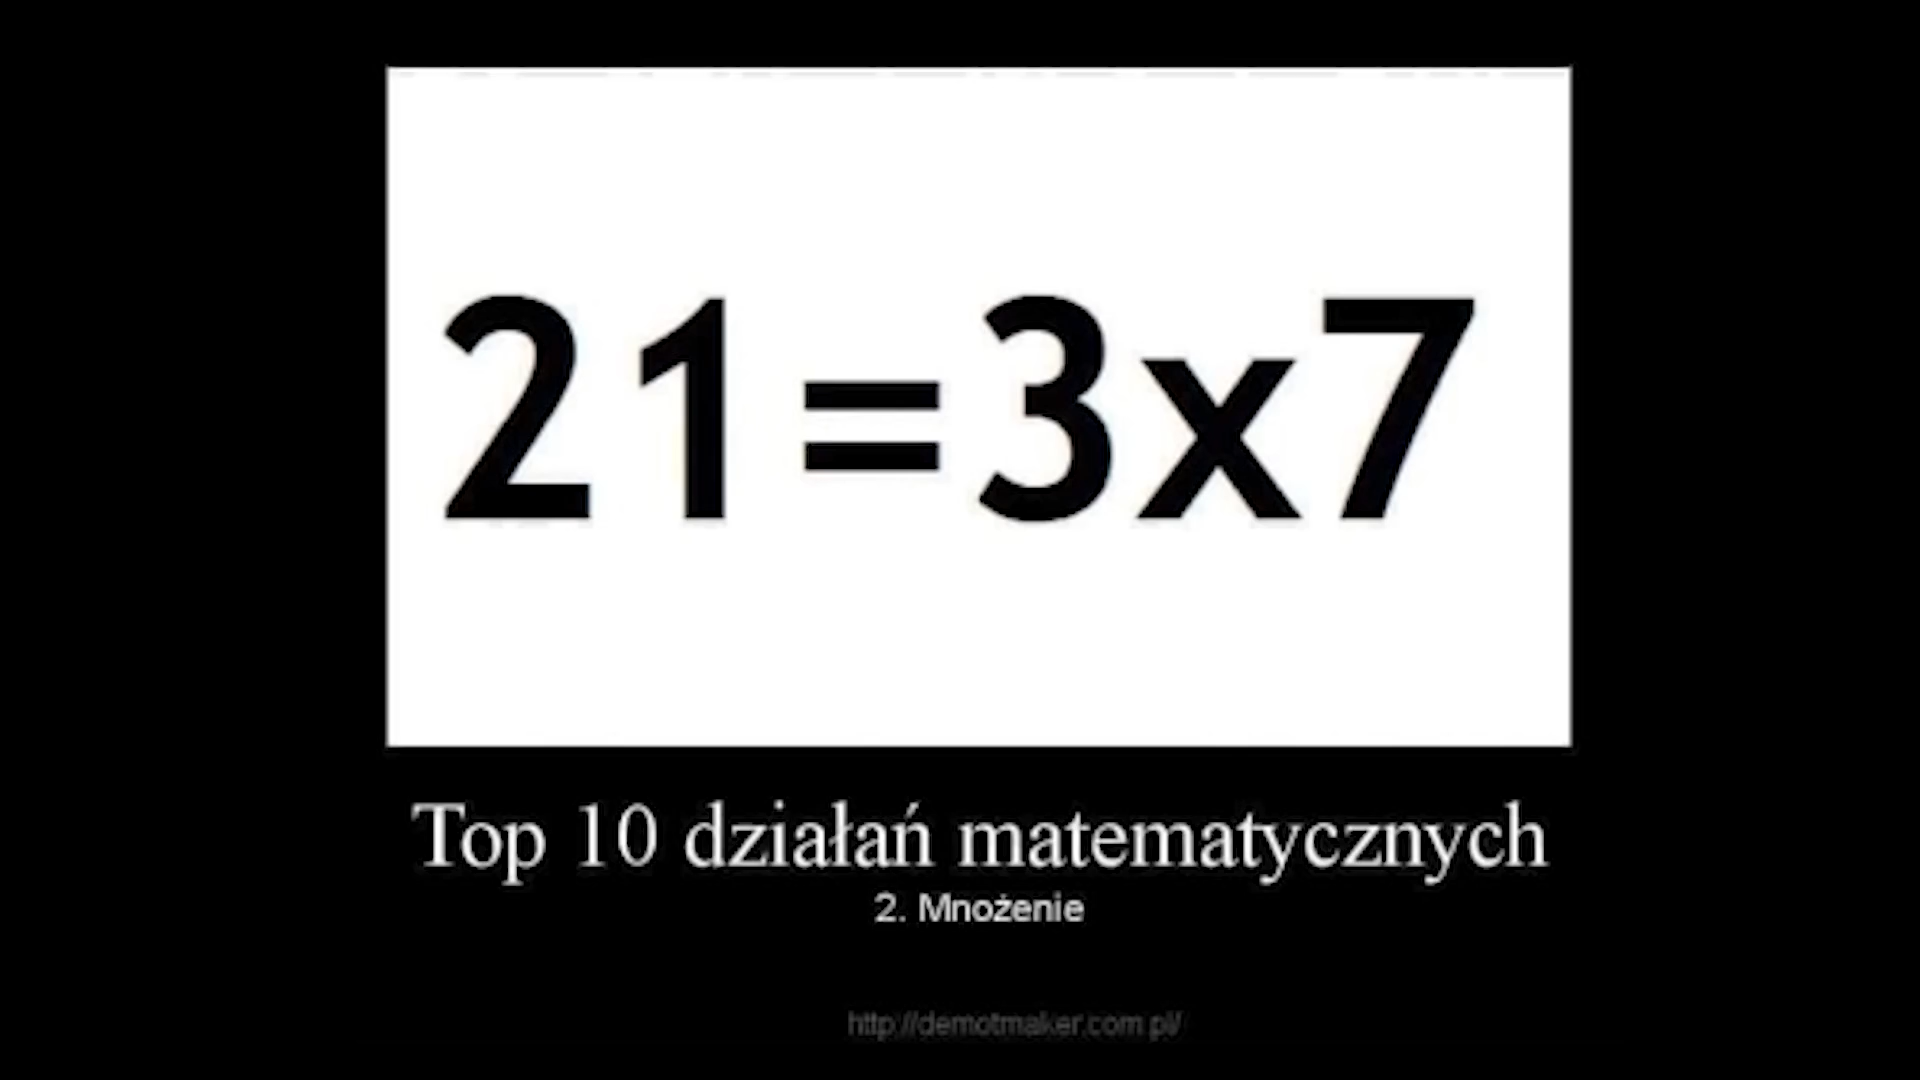 21=3x7
Top 10 działań matematycznych
2. Mnożenie
http://demotmaker.com.pl/